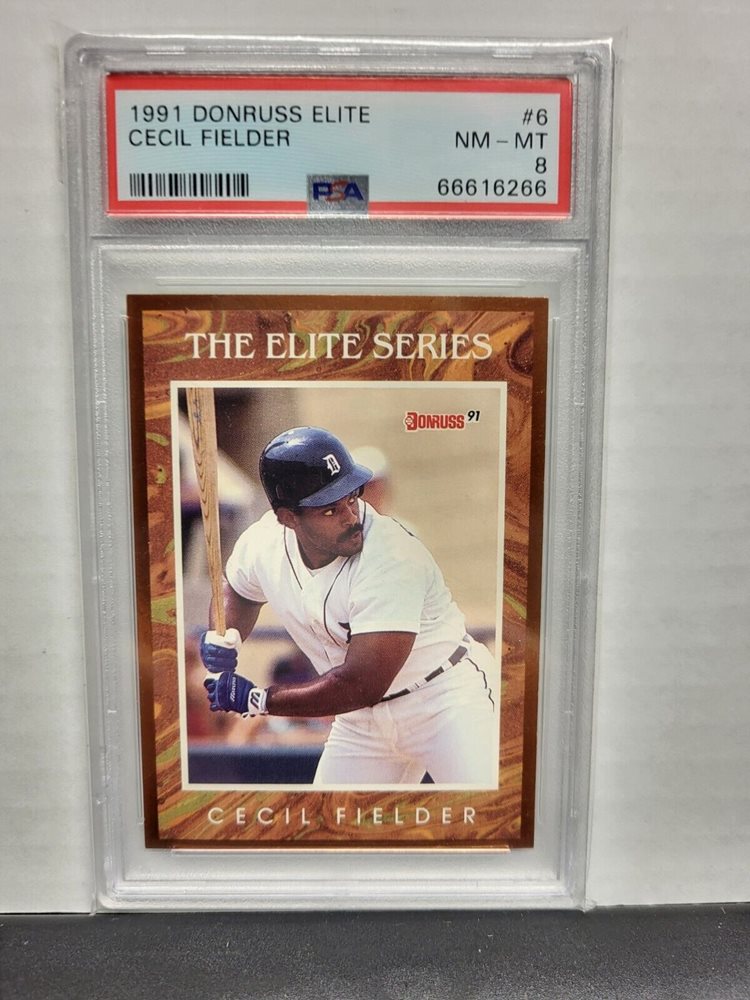 1991 DONRUSS ELITE #6
CECIL FIELDER NM - MT
8
PSA 66616266
THE ELITE SERIES
DONRUSS '91
D
CECIL FIELDER